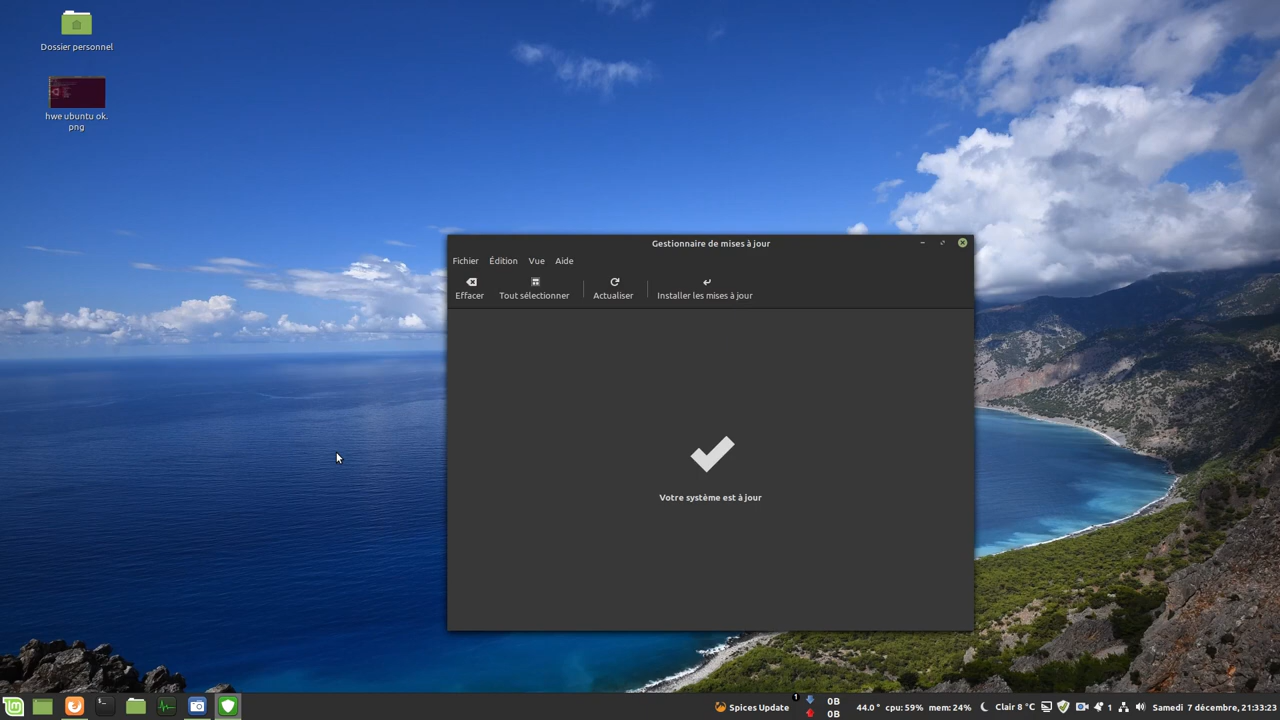 Dossier personnel
hwe ubuntu ok.
png
Gestionnaire de mises à jour
Fichier Édition Vue Aide
Effacer Tout sélectionner Actualiser Installer les mises à jour
Votre système est à jour
Spices Update 1 0B 0B 44.0° cpu: 59% mem: 24% Clair 8 °C 1 Samedi 7 décembre, 21:33:23